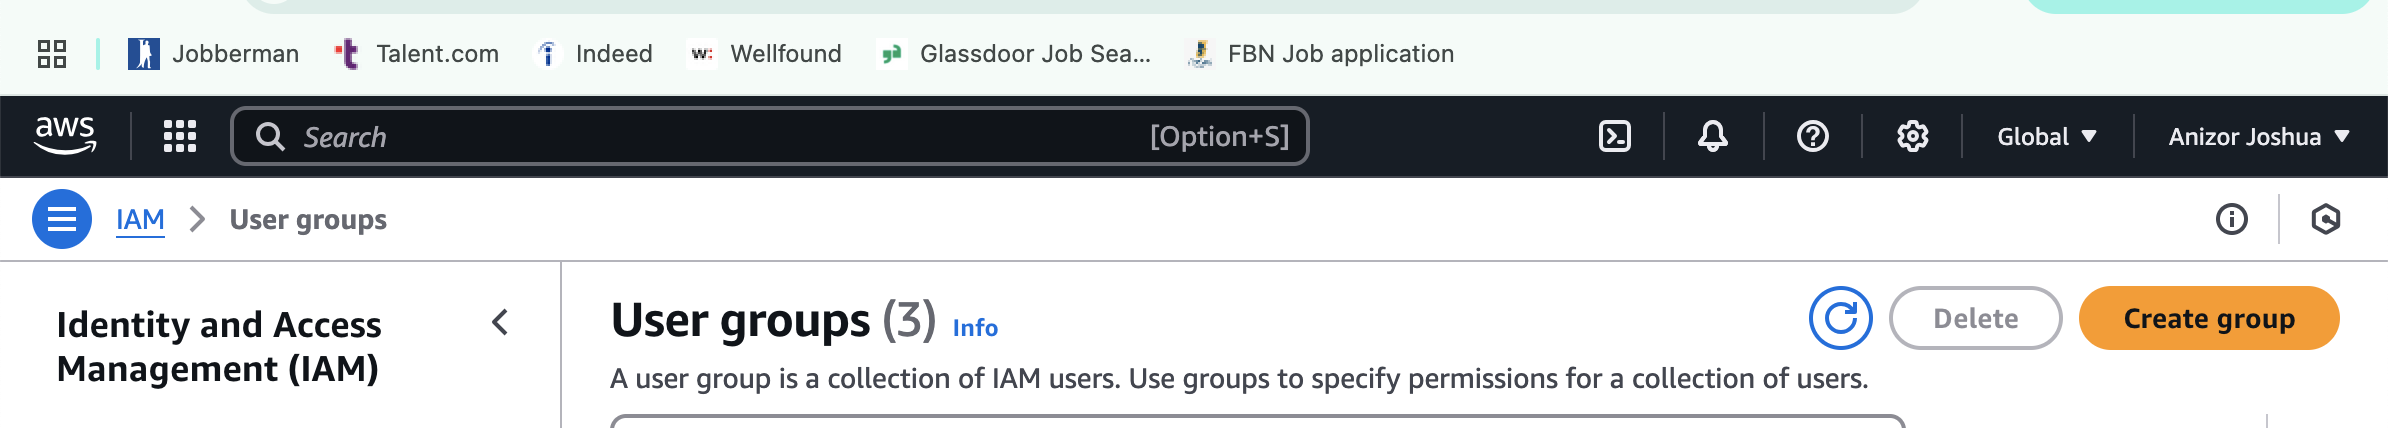 Jobberman Talent.com Indeed Wellfound Glassdoor Job Sea... FBN Job application
aws Search [Option+S] Global Anizor Joshua
IAM User groups
Identity and Access
Management (IAM)
User groups (3) Info Delete Create group
A user group is a collection of IAM users. Use groups to specify permissions for a collection of users.